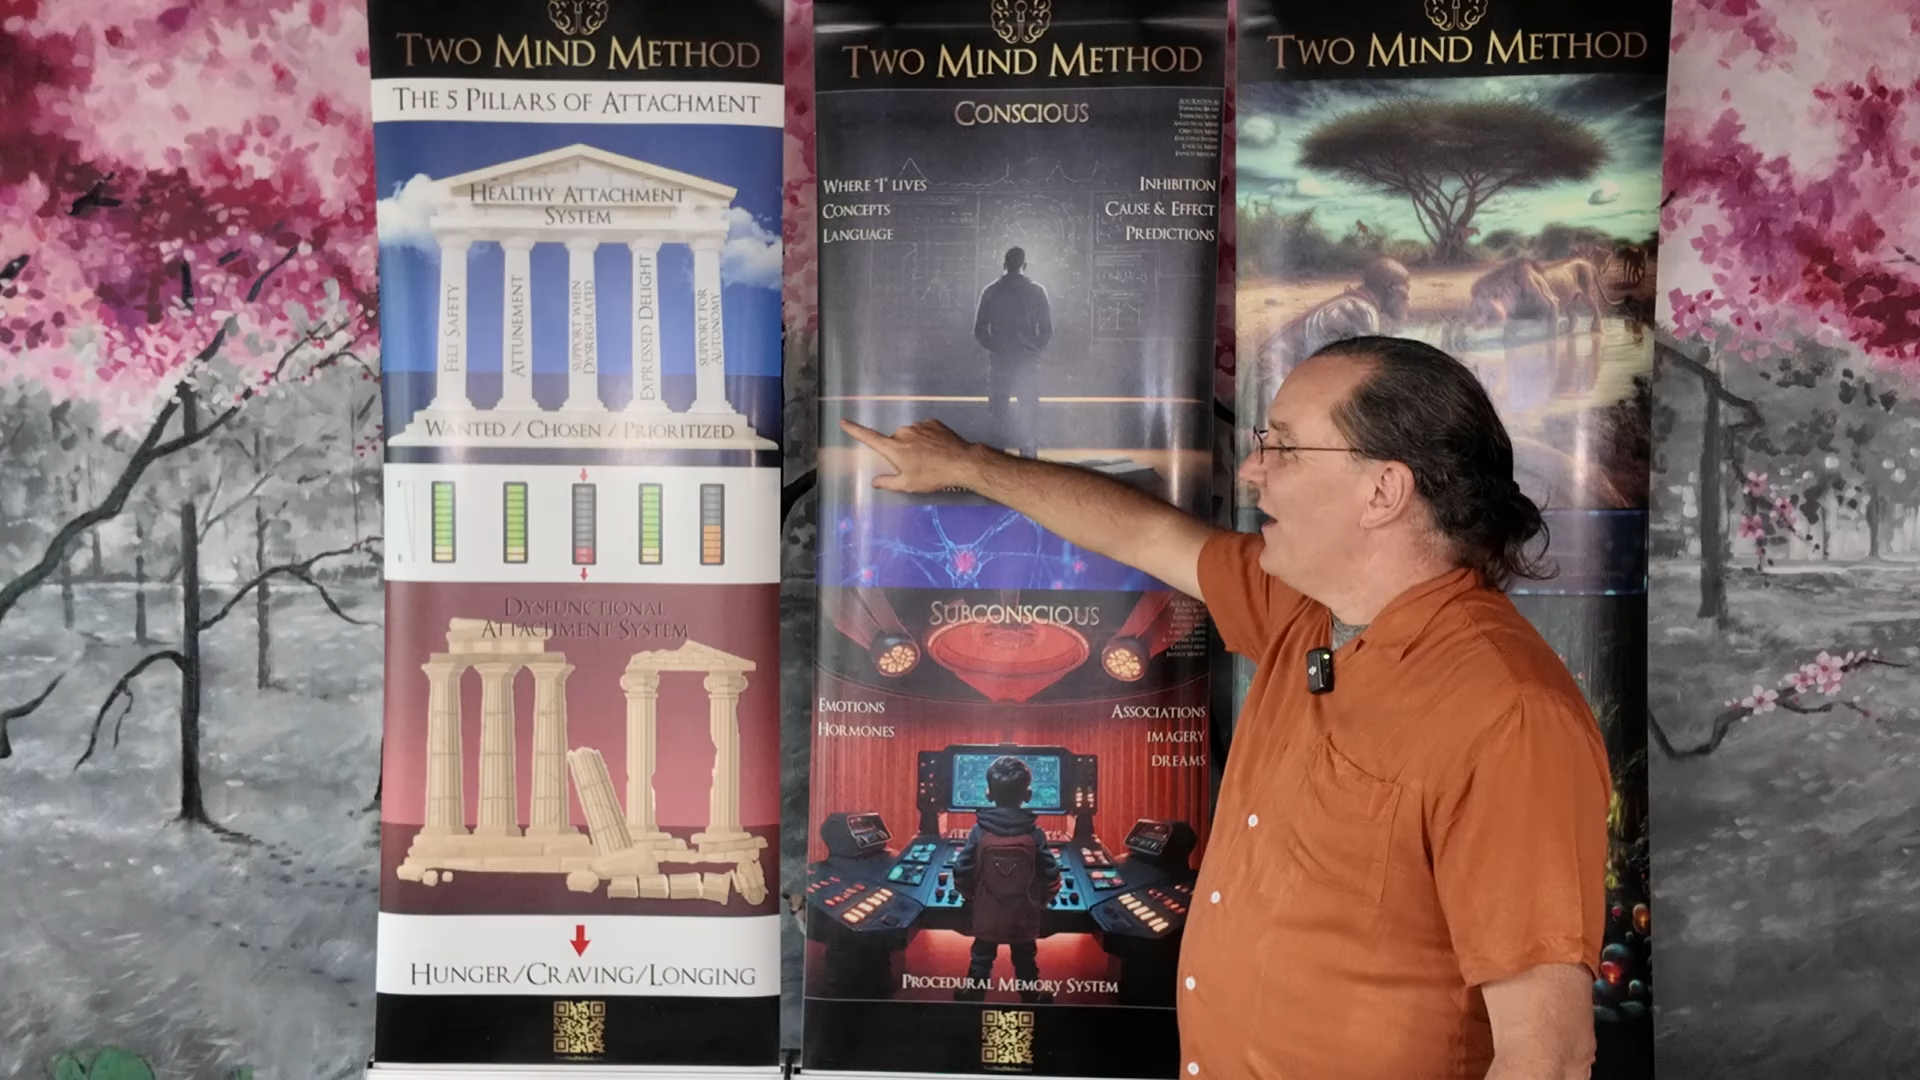 TWO MIND METHOD
THE 5 PILLARS OF ATTACHMENT
HEALTHY ATTACHMENT
SYSTEM
FELT SAFETY
ATTUNEMENT
SUPPORT WHEN
DYSREGULATED
EXPRESSED DELIGHT
SUPPORT FOR
AUTONOMY
WANTED / CHOSEN / PRIORITIZED
DYSFUNCTIONAL
ATTACHMENT SYSTEM
HUNGER/CRAVING/LONGING
TWO MIND METHOD
CONSCIOUS
WHERE "I" LIVES
CONCEPTS
LANGUAGE
INHIBITION
CAUSE & EFFECT
PREDICTIONS
SUBCONSCIOUS
EMOTIONS
HORMONES
ASSOCIATIONS
IMAGERY
DREAMS
PROCEDURAL MEMORY SYSTEM
TWO MIND METHOD